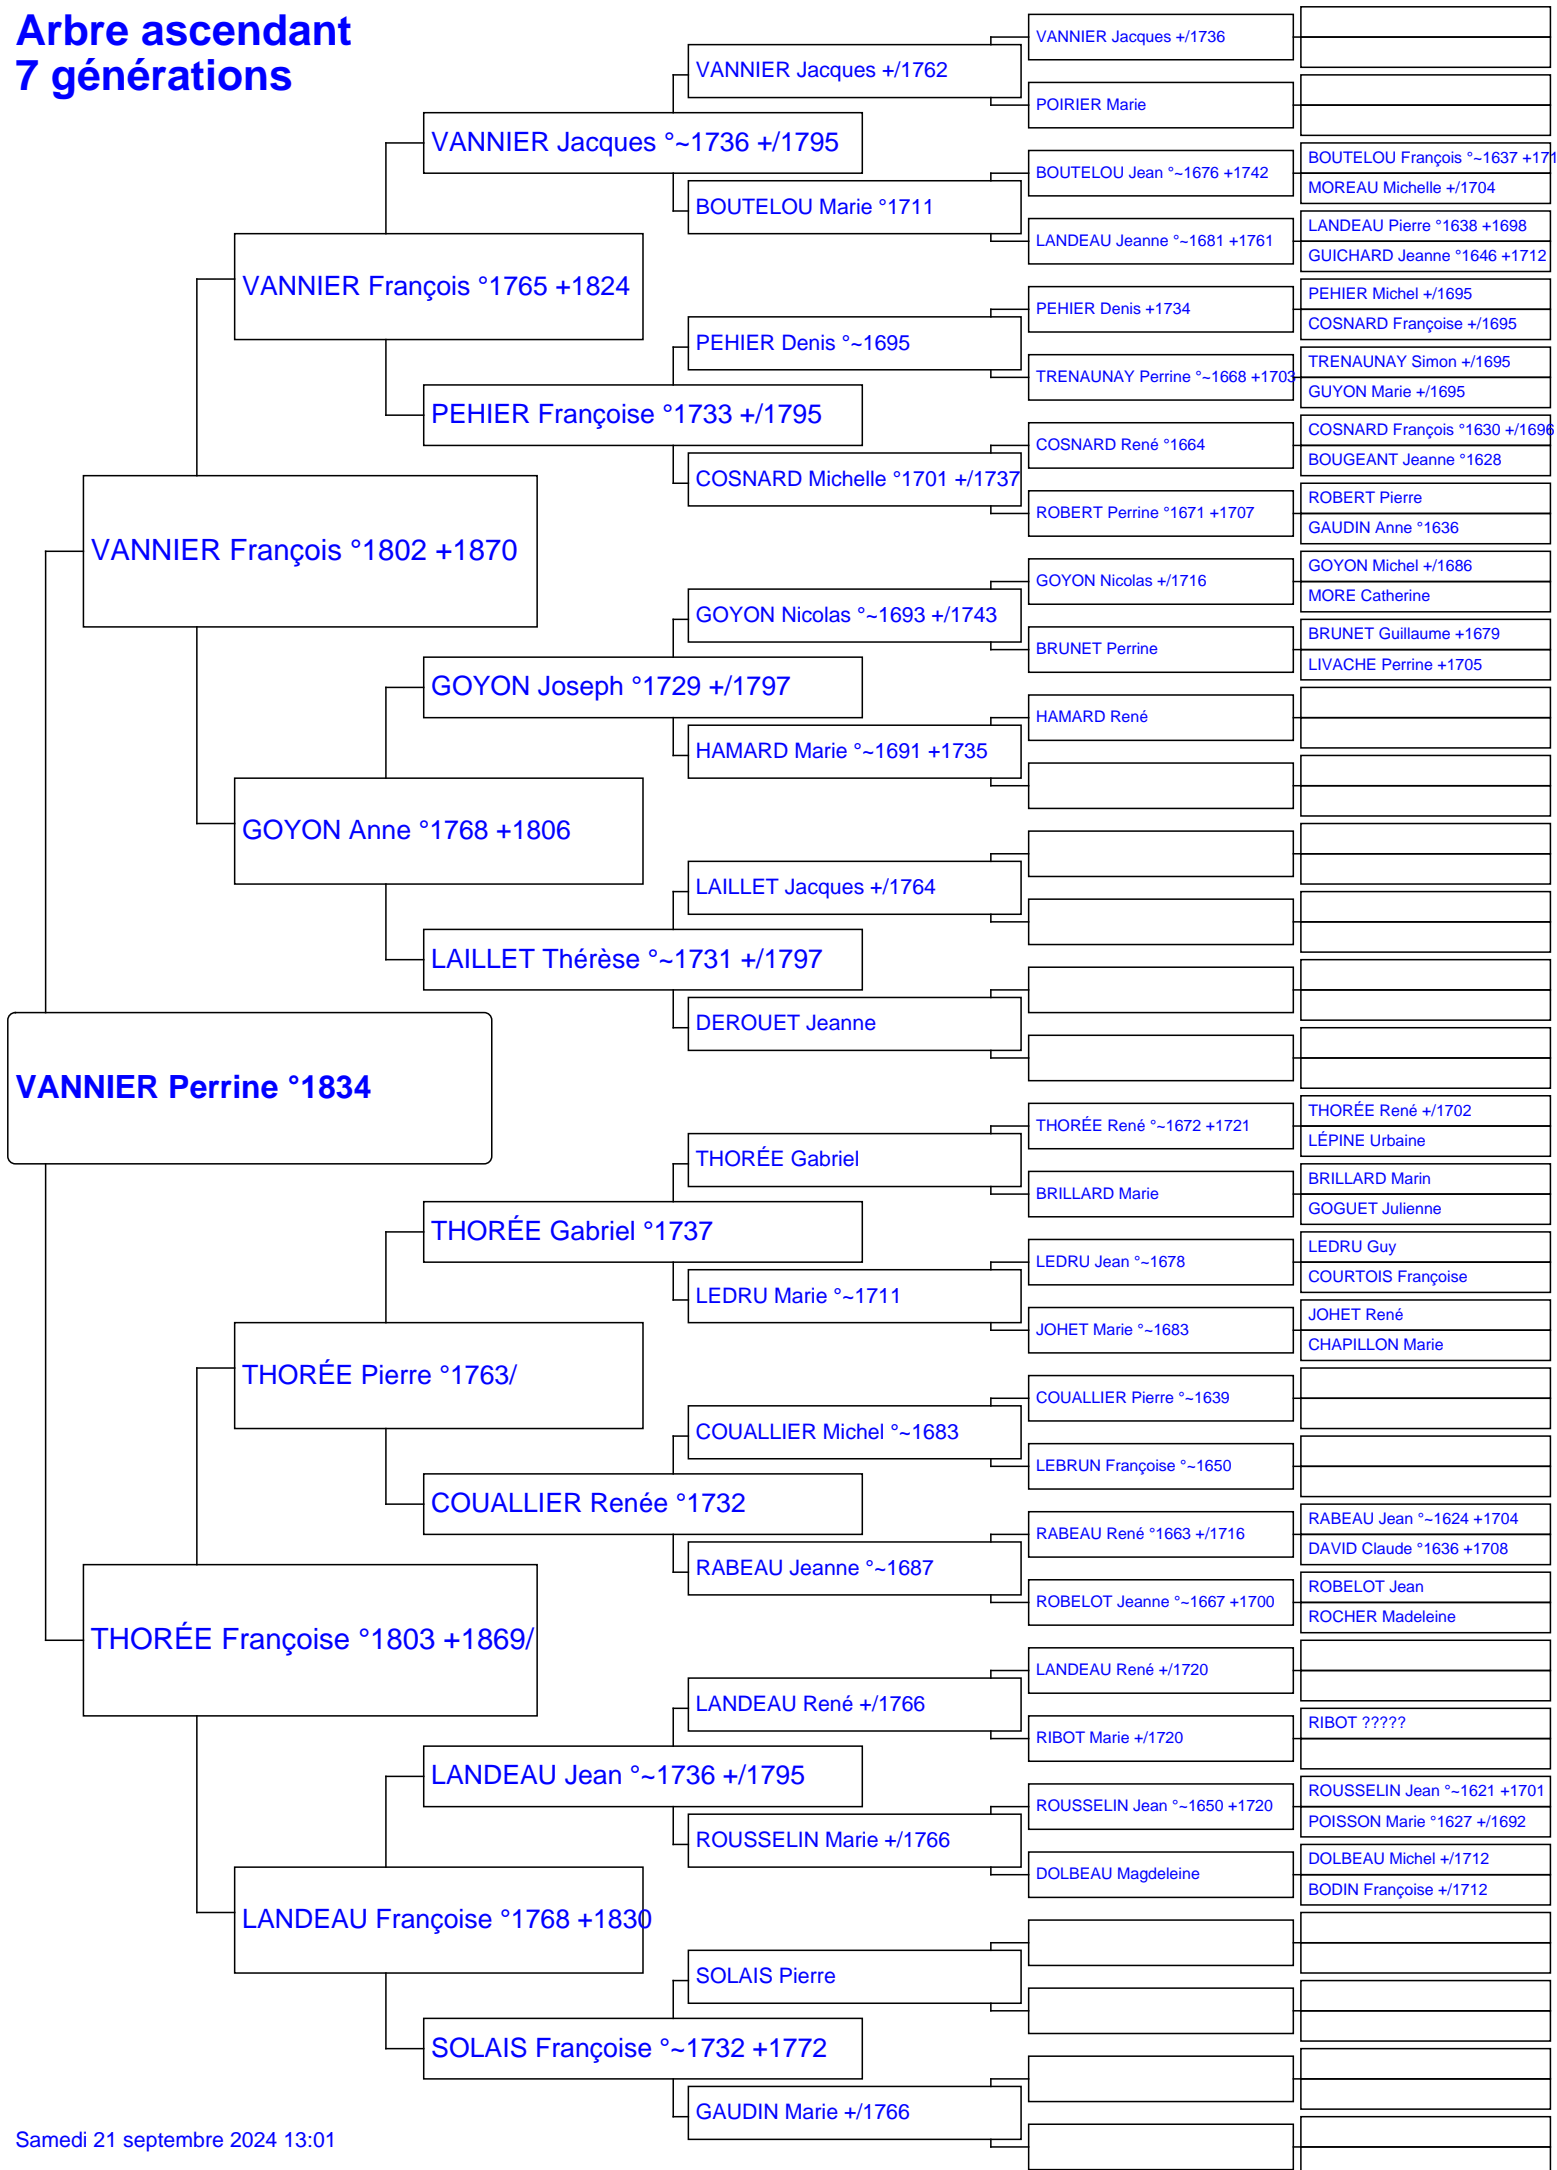 Arbre ascendant
7 générations
VANNIER Perrine °1834
VANNIER François °1802 +1870
THORÉE Françoise °1803 +1869/
VANNIER François °1765 +1824
GOYON Anne °1768 +1806
THORÉE Pierre °1763/
LANDEAU Françoise °1768 +1830
VANNIER Jacques °~1736 +/1795
PEHIER Françoise °1733 +/1795
GOYON Joseph °1729 +/1797
LAILLET Thérèse °~1731 +/1797
THORÉE Gabriel °1737
COUALLIER Renée °1732
LANDEAU Jean °~1736 +/1795
SOLAIS Françoise °~1732 +1772
VANNIER Jacques +/1762
BOUTELOU Marie °1711
PEHIER Denis °~1695
COSNARD Michelle °1701 +/1737
GOYON Nicolas °~1693 +/1743
HAMARD Marie °~1691 +1735
LAILLET Jacques +/1764
DEROUET Jeanne
THORÉE Gabriel
LEDRU Marie °~1711
COUALLIER Michel °~1683
RABEAU Jeanne °~1687
LANDEAU René +/1766
ROUSSELIN Marie +/1766
SOLAIS Pierre
GAUDIN Marie +/1766
VANNIER Jacques +/1736
POIRIER Marie
BOUTELOU Jean °~1676 +1742
LANDEAU Jeanne °~1681 +1761
PEHIER Denis +1734
TRENAUNAY Perrine °~1668 +1703
COSNARD René °1664
ROBERT Perrine °1671 +1707
GOYON Nicolas +/1716
BRUNET Perrine
HAMARD René
THORÉE René °~1672 +1721
BRILLARD Marie
LEDRU Jean °~1678
JOHET Marie °~1683
COUALLIER Pierre °~1639
LEBRUN Françoise °~1650
RABEAU René °1663 +/1716
ROBELOT Jeanne °~1667 +1700
LANDEAU René +/1720
RIBOT Marie +/1720
ROUSSELIN Jean °~1650 +1720
DOLBEAU Magdeleine
BOUTELOU François °~1637 +171
MOREAU Michelle +/1704
LANDEAU Pierre °1638 +1698
GUICHARD Jeanne °1646 +1712
PEHIER Michel +/1695
COSNARD Françoise +/1695
TRENAUNAY Simon +/1695
GUYON Marie +/1695
COSNARD François °1630 +/1696
BOUGEANT Jeanne °1628
ROBERT Pierre
GAUDIN Anne °1636
GOYON Michel +/1686
MORE Catherine
BRUNET Guillaume +1679
LIVACHE Perrine +1705
THORÉE René +/1702
LÉPINE Urbaine
BRILLARD Marin
GOGUET Julienne
LEDRU Guy
COURTOIS Françoise
JOHET René
CHAPILLON Marie
RABEAU Jean °~1624 +1704
DAVID Claude °1636 +1708
ROBELOT Jean
ROCHER Madeleine
RIBOT ?????
ROUSSELIN Jean °~1621 +1701
POISSON Marie °1627 +/1692
DOLBEAU Michel +/1712
BODIN Françoise +/1712
Samedi 21 septembre 2024 13:01